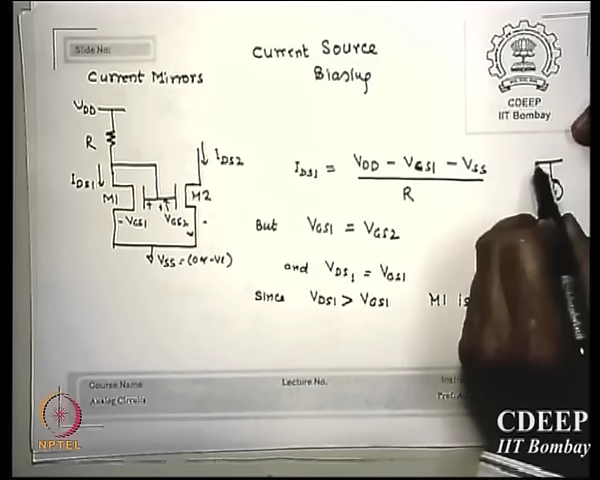 Slide No:
Current Source
Biasing
Current Mirrors
CDEEP
IIT Bombay
VDD
R
IDS1
IDS2
M1
M2
+
+
- VGS1
VGS2
-
VSS = (0 or -VE)
IDS1 = VDD - VGS1 - VSS
R
But VGS1 = VGS2
and VDS1 = VGS1
Since VDS1 > VGS1 M1 is
Course Name
Analog Circuits
Lecture No.
NPTEL
CDEEP
IIT Bombay